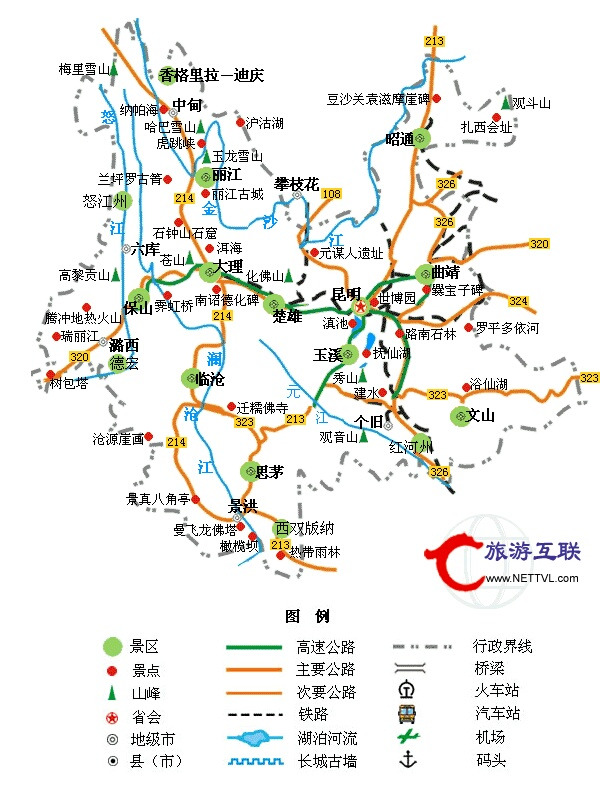 213
梅里雪山
香格里拉—迪庆
豆沙关袁滋摩崖碑
观斗山
纳帕海
中甸
怒
哈巴雪山
泸沽湖
扎西会址
虎跳峡
昭通
玉龙雪山
兰坪罗古箐
丽江
攀枝花
326
怒江州
214
丽江古城
108
金
沙
326
江
石钟山石窟
江
六库
洱海
元谋人遗址
320
苍山
大理
化佛山
曲靖
高黎贡山
昆明
爨宝子碑
保山
霁虹桥
南诏德化碑
世博园
324
腾冲地热火山
214
楚雄
滇池
路南石林
罗平多依河
瑞丽江
潞西
玉溪
抚仙湖
320
德宏
澜
树包塔
临沧
秀山
浴仙湖
323
元
建水
323
迁糯佛寺
213
江
沧
323
个旧
文山
沧源崖画
214
观音山
红河州
江
思茅
326
景真八角亭
景洪
曼飞龙佛塔
西双版纳
橄榄坝
213
热带雨林
旅游互联
www.NETTVL.com
图 例
景区
高速公路
行政界线
景点
主要公路
桥梁
山峰
次要公路
火车站
省会
铁路
汽车站
地级市
湖泊河流
机场
县（市）
长城古墙
码头